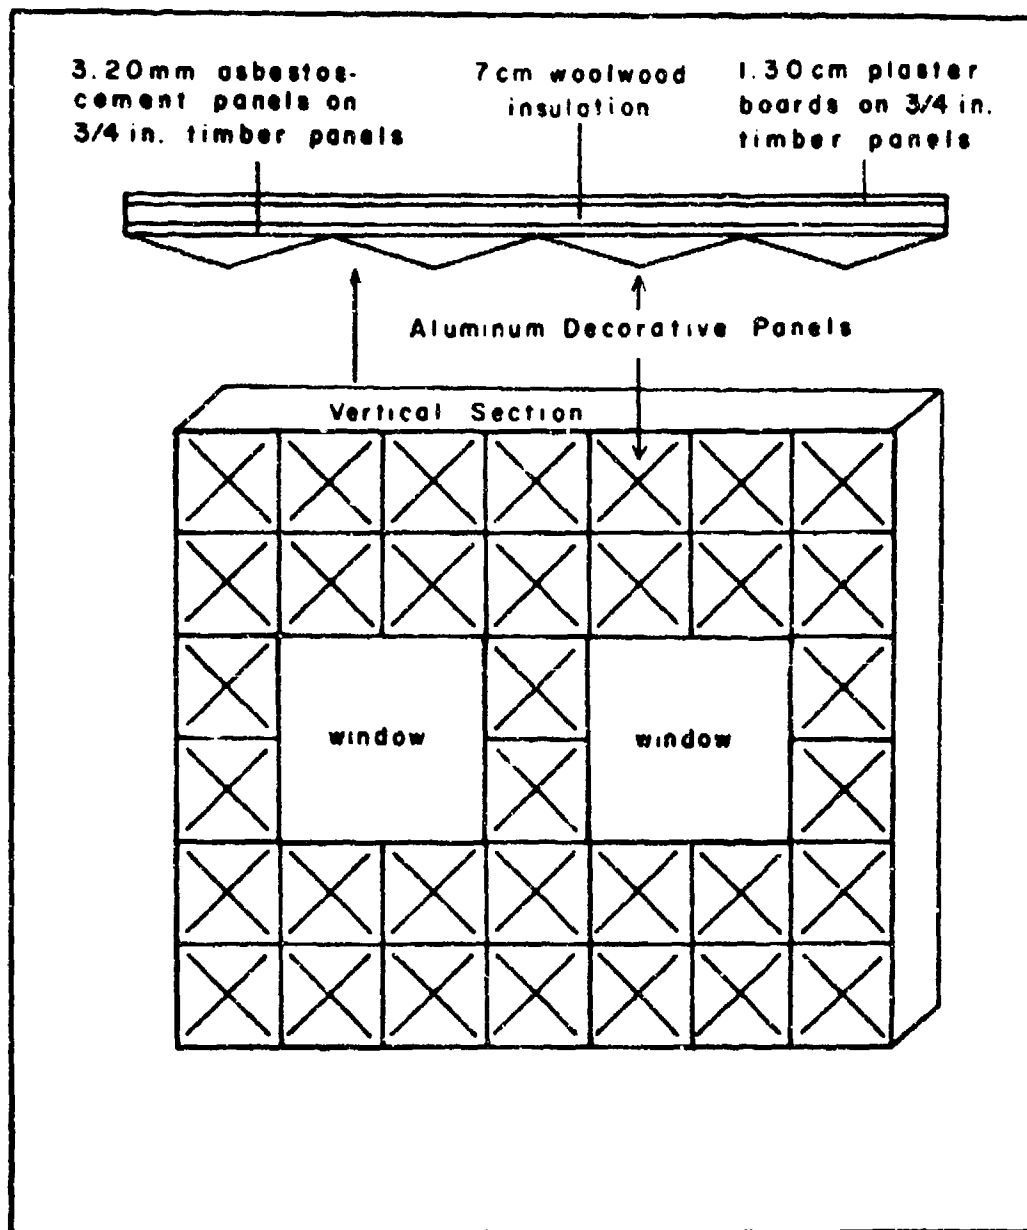 3.20mm asbestos-
cement panels on
3/4 in. timber panels
7cm woolwood
insulation
1.30cm plaster
boards on 3/4 in.
timber panels
Aluminum Decorative Panels
Vertical Section
window
window